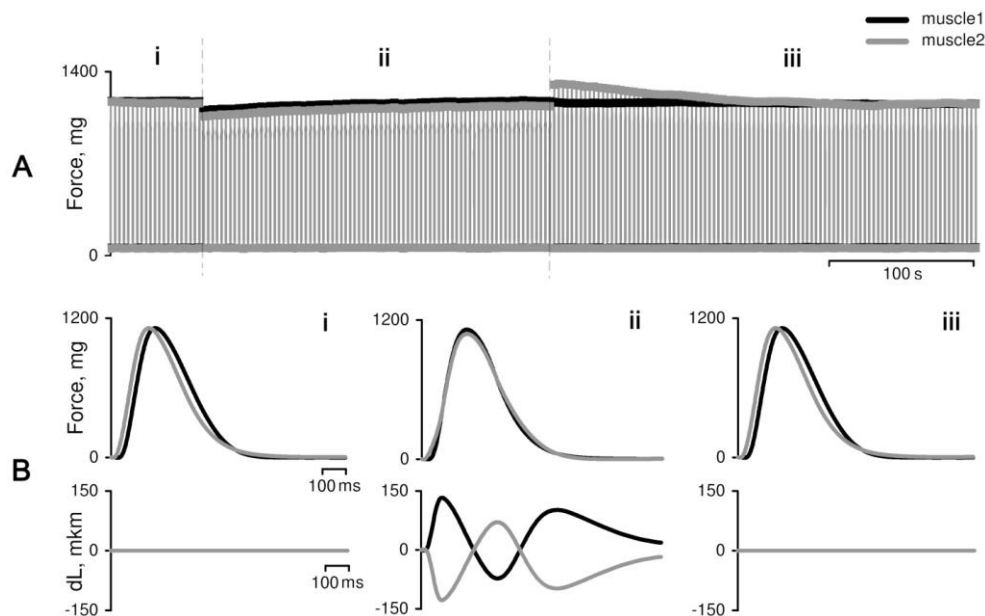 muscle1
muscle2
i
ii
iii
1400
A
Force, mg
0
100 s
1200
i
1200
ii
1200
iii
Force, mg
0
0
0
100 ms
B
150
150
150
dL, mkm
0
0
0
100 ms
-150
-150
-150